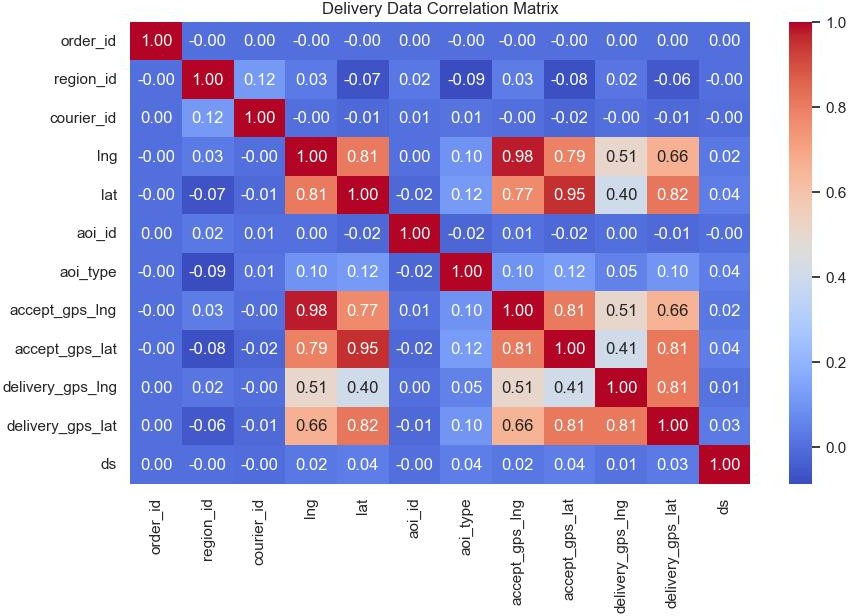 Delivery Data Correlation Matrix
order_id 1.00 -0.00 0.00 -0.00 -0.00 0.00 -0.00 -0.00 -0.00 0.00 0.00 0.00
region_id -0.00 1.00 0.12 0.03 -0.07 0.02 -0.09 0.03 -0.08 0.02 -0.06 -0.00
courier_id 0.00 0.12 1.00 -0.00 -0.01 0.01 0.01 -0.00 -0.02 -0.00 -0.01 -0.00
lng -0.00 0.03 -0.00 1.00 0.81 0.00 0.10 0.98 0.79 0.51 0.66 0.02
lat -0.00 -0.07 -0.01 0.81 1.00 -0.02 0.12 0.77 0.95 0.40 0.82 0.04
aoi_id 0.00 0.02 0.01 0.00 -0.02 1.00 -0.02 0.01 -0.02 0.00 -0.01 -0.00
aoi_type -0.00 -0.09 0.01 0.10 0.12 -0.02 1.00 0.10 0.12 0.05 0.10 0.04
accept_gps_lng -0.00 0.03 -0.00 0.98 0.77 0.01 0.10 1.00 0.81 0.51 0.66 0.02
accept_gps_lat -0.00 -0.08 -0.02 0.79 0.95 -0.02 0.12 0.81 1.00 0.41 0.81 0.04
delivery_gps_lng 0.00 0.02 -0.00 0.51 0.40 0.00 0.05 0.51 0.41 1.00 0.81 0.01
delivery_gps_lat 0.00 -0.06 -0.01 0.66 0.82 -0.01 0.10 0.66 0.81 0.81 1.00 0.03
ds 0.00 -0.00 -0.00 0.02 0.04 -0.00 0.04 0.02 0.04 0.01 0.03 1.00
order_id
region_id
courier_id
lng
lat
aoi_id
aoi_type
accept_gps_lng
accept_gps_lat
delivery_gps_lng
delivery_gps_lat
ds
1.0
0.8
0.6
0.4
0.2
0.0